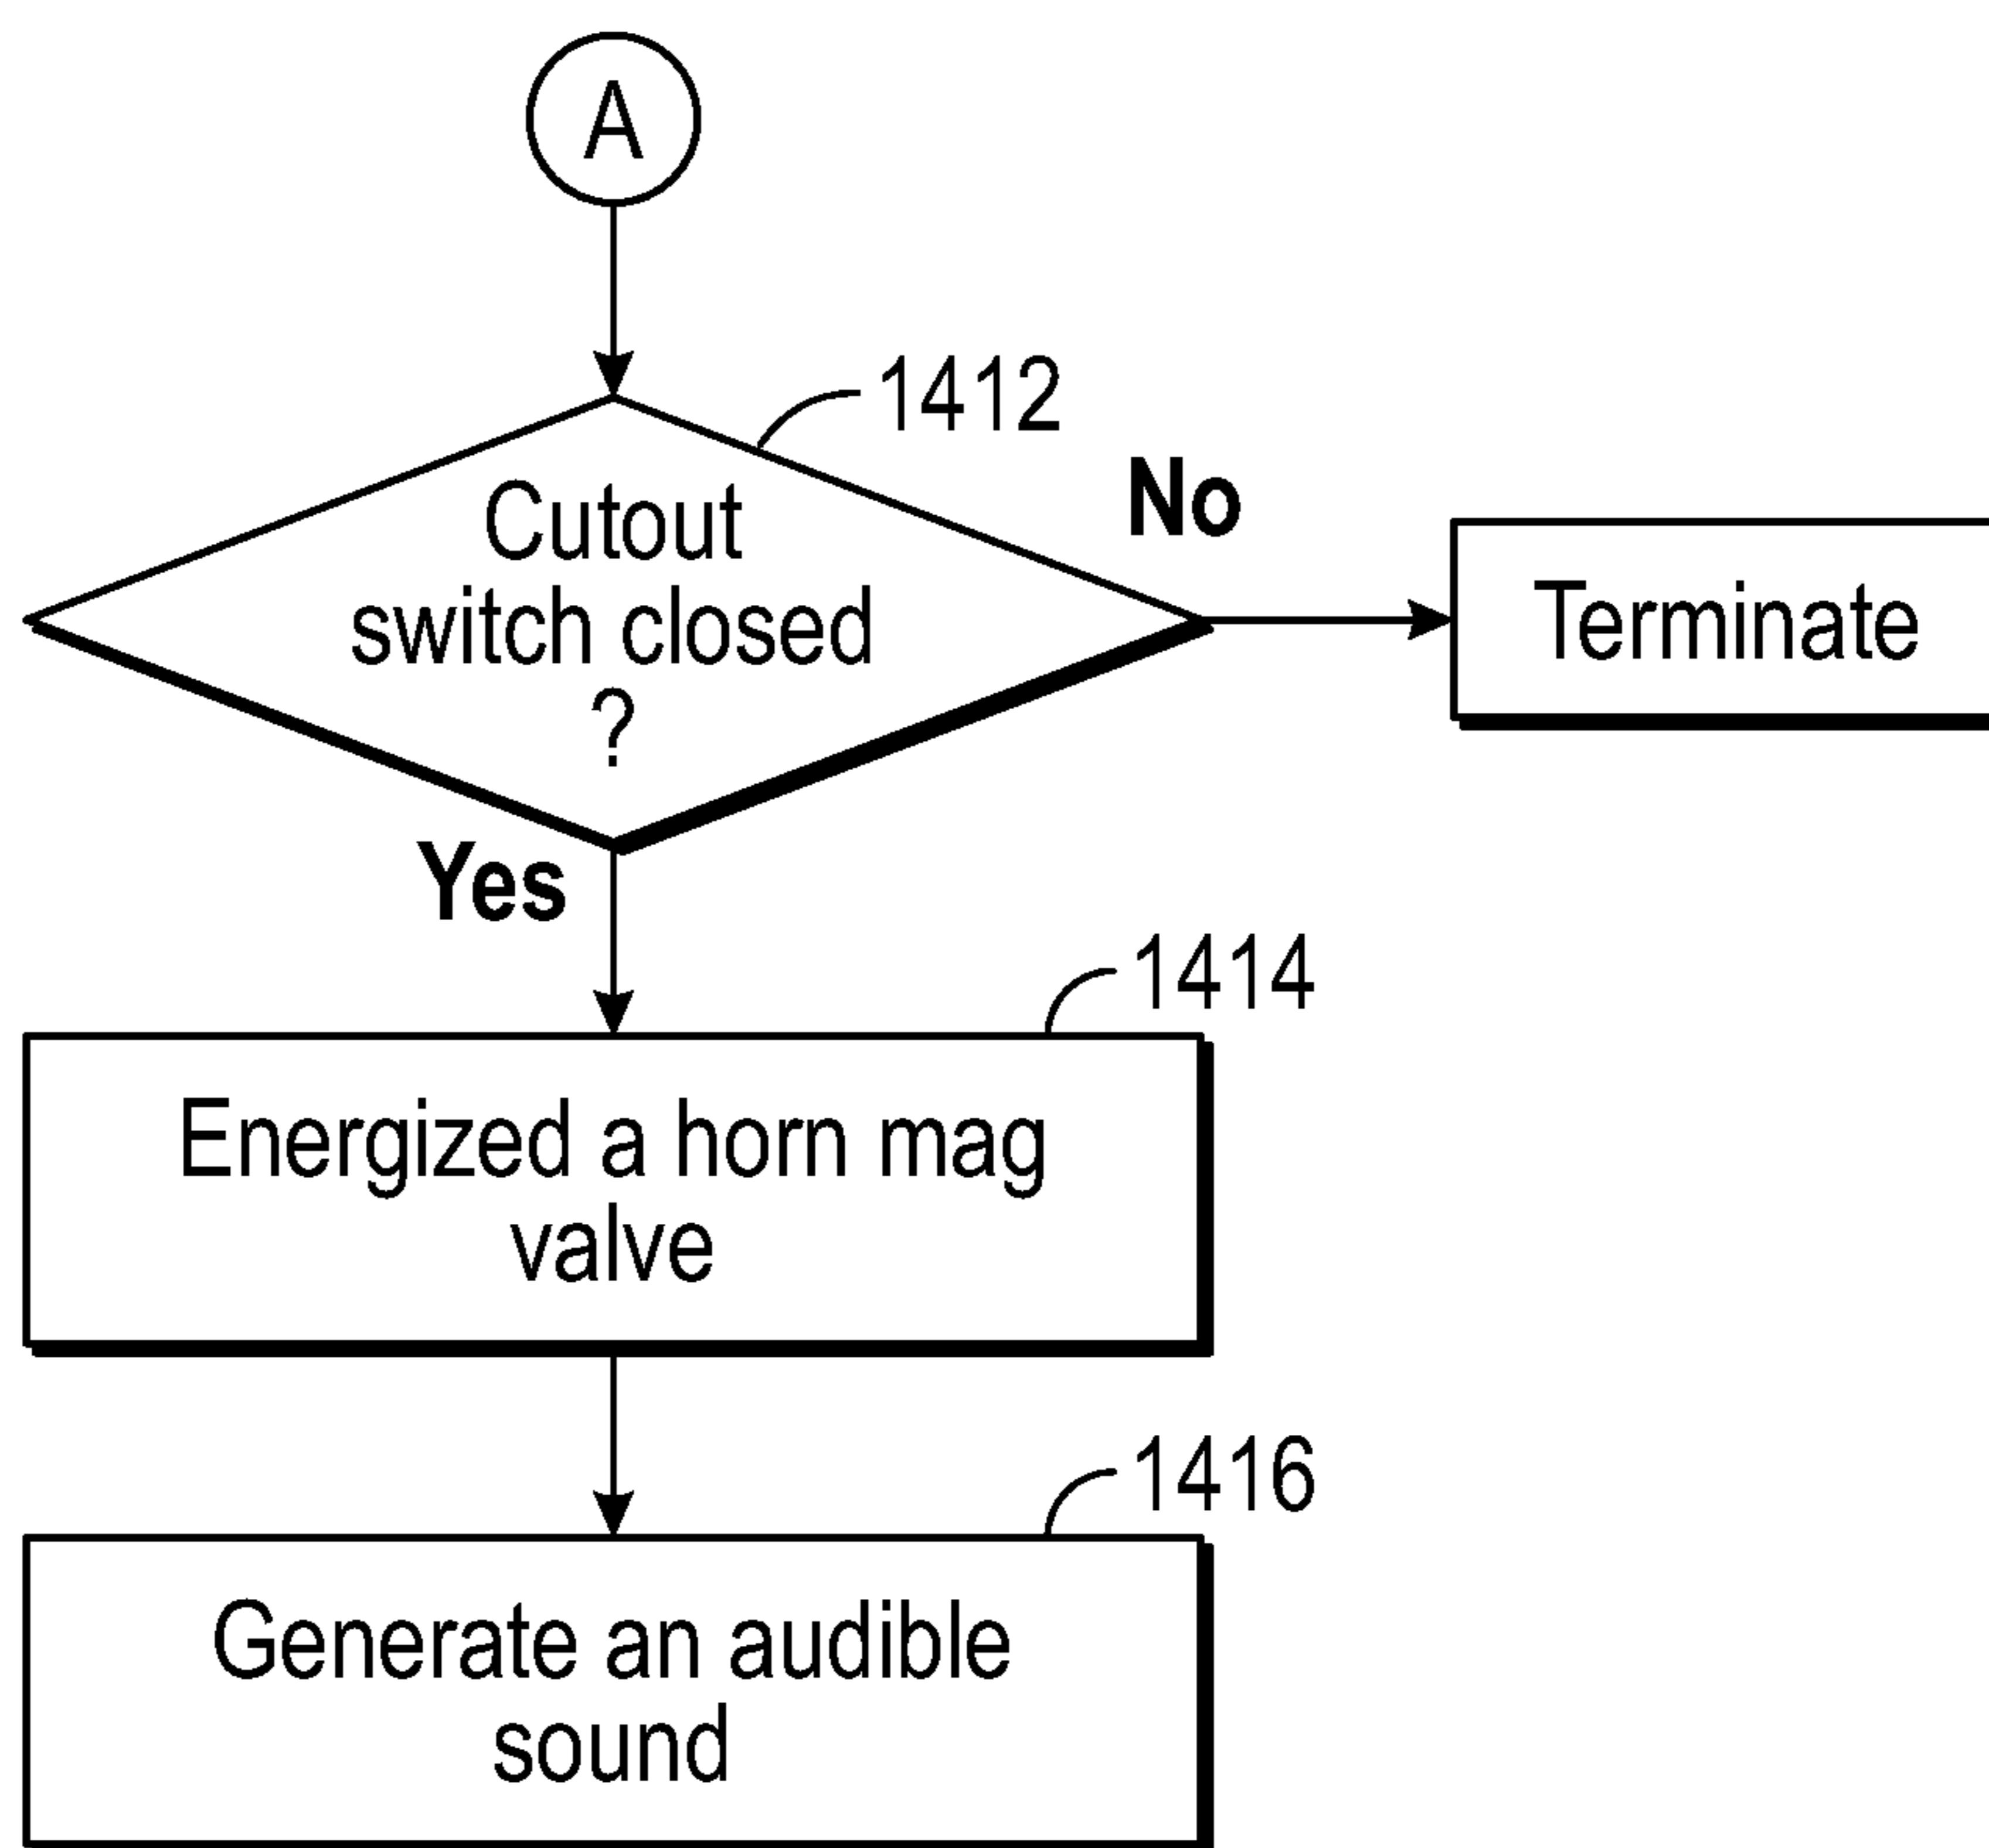 A
1412
Cutout
switch closed
?
No
Terminate
Yes
1414
Energized a horn mag
valve
1416
Generate an audible
sound